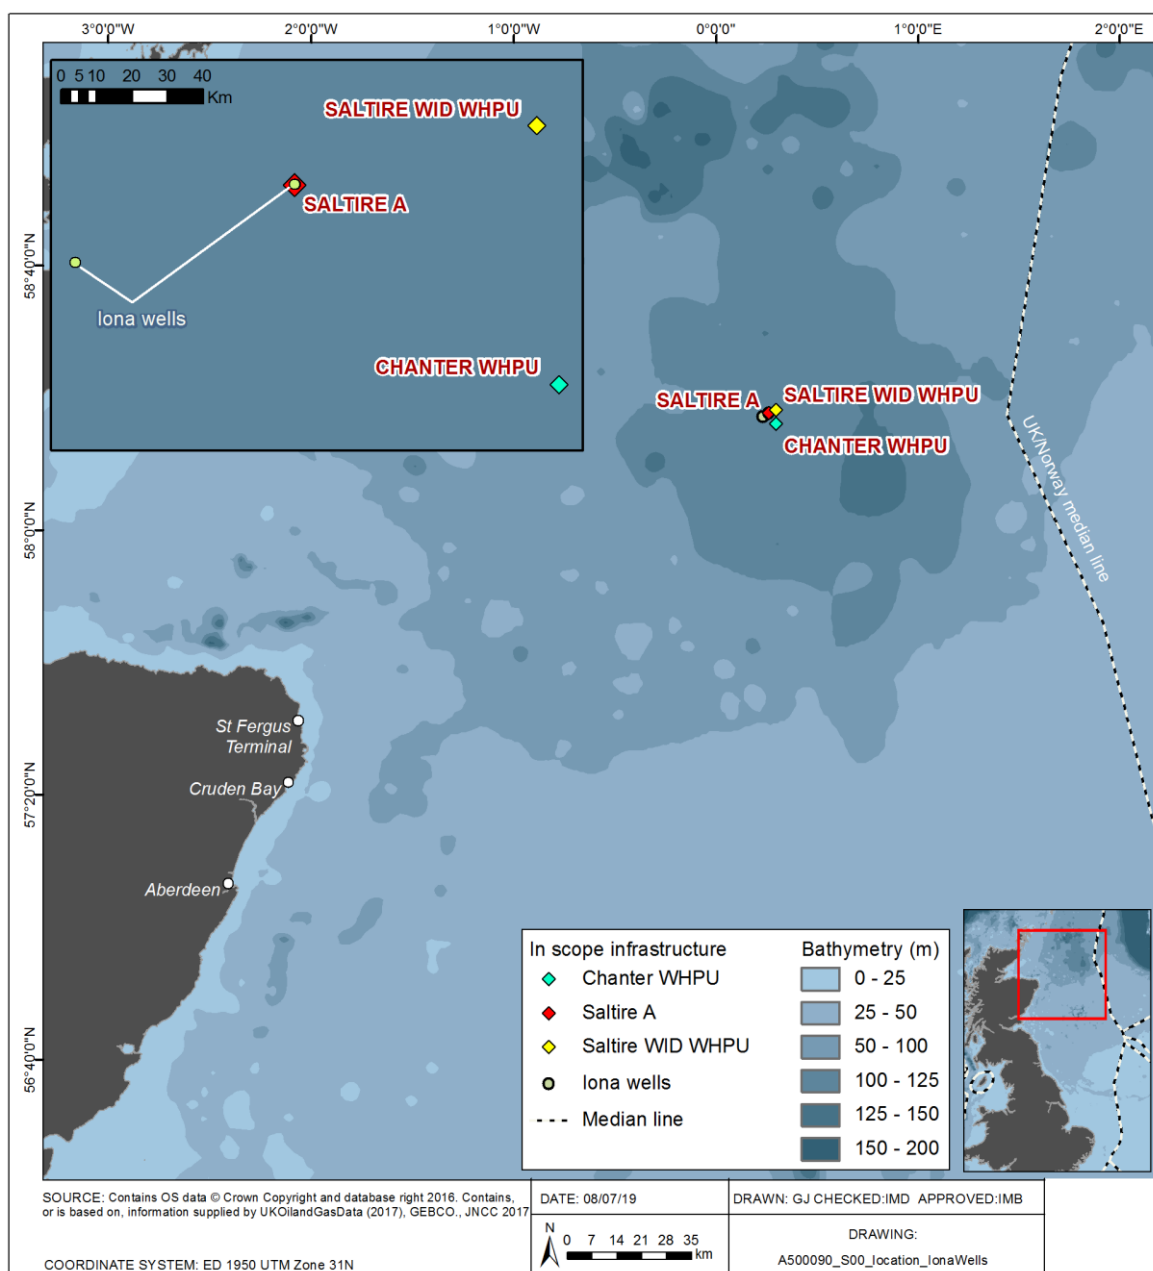 3°0'0"W 2°0'0"W 1°0'0"W 0°0'0" 1°0'0"E 2°0'0"E
0 5 10 20 30 40
Km
SALTIRE WID WHPU
SALTIRE A
Iona wells
CHANTER WHPU
58°40'0"N
SALTIRE WID WHPU
SALTIRE A
CHANTER WHPU
UK/Norway median line
58°0'0"N
St Fergus
Terminal
Cruden Bay
57°20'0"N
Aberdeen
56°40'0"N
In scope infrastructure
Chanter WHPU
Saltire A
Saltire WID WHPU
Iona wells
Median line
Bathymetry (m)
0 - 25
25 - 50
50 - 100
100 - 125
125 - 150
150 - 200
SOURCE: Contains OS data © Crown Copyright and database right 2016. Contains,
or is based on, information supplied by UKOilandGasData (2017), GEBCO., JNCC 2017
COORDINATE SYSTEM: ED 1950 UTM Zone 31N
DATE: 08/07/19
N
0 7 14 21 28 35
km
DRAWN: GJ CHECKED:IMD APPROVED:IMB
DRAWING:
A500090_S00_location_IonaWells